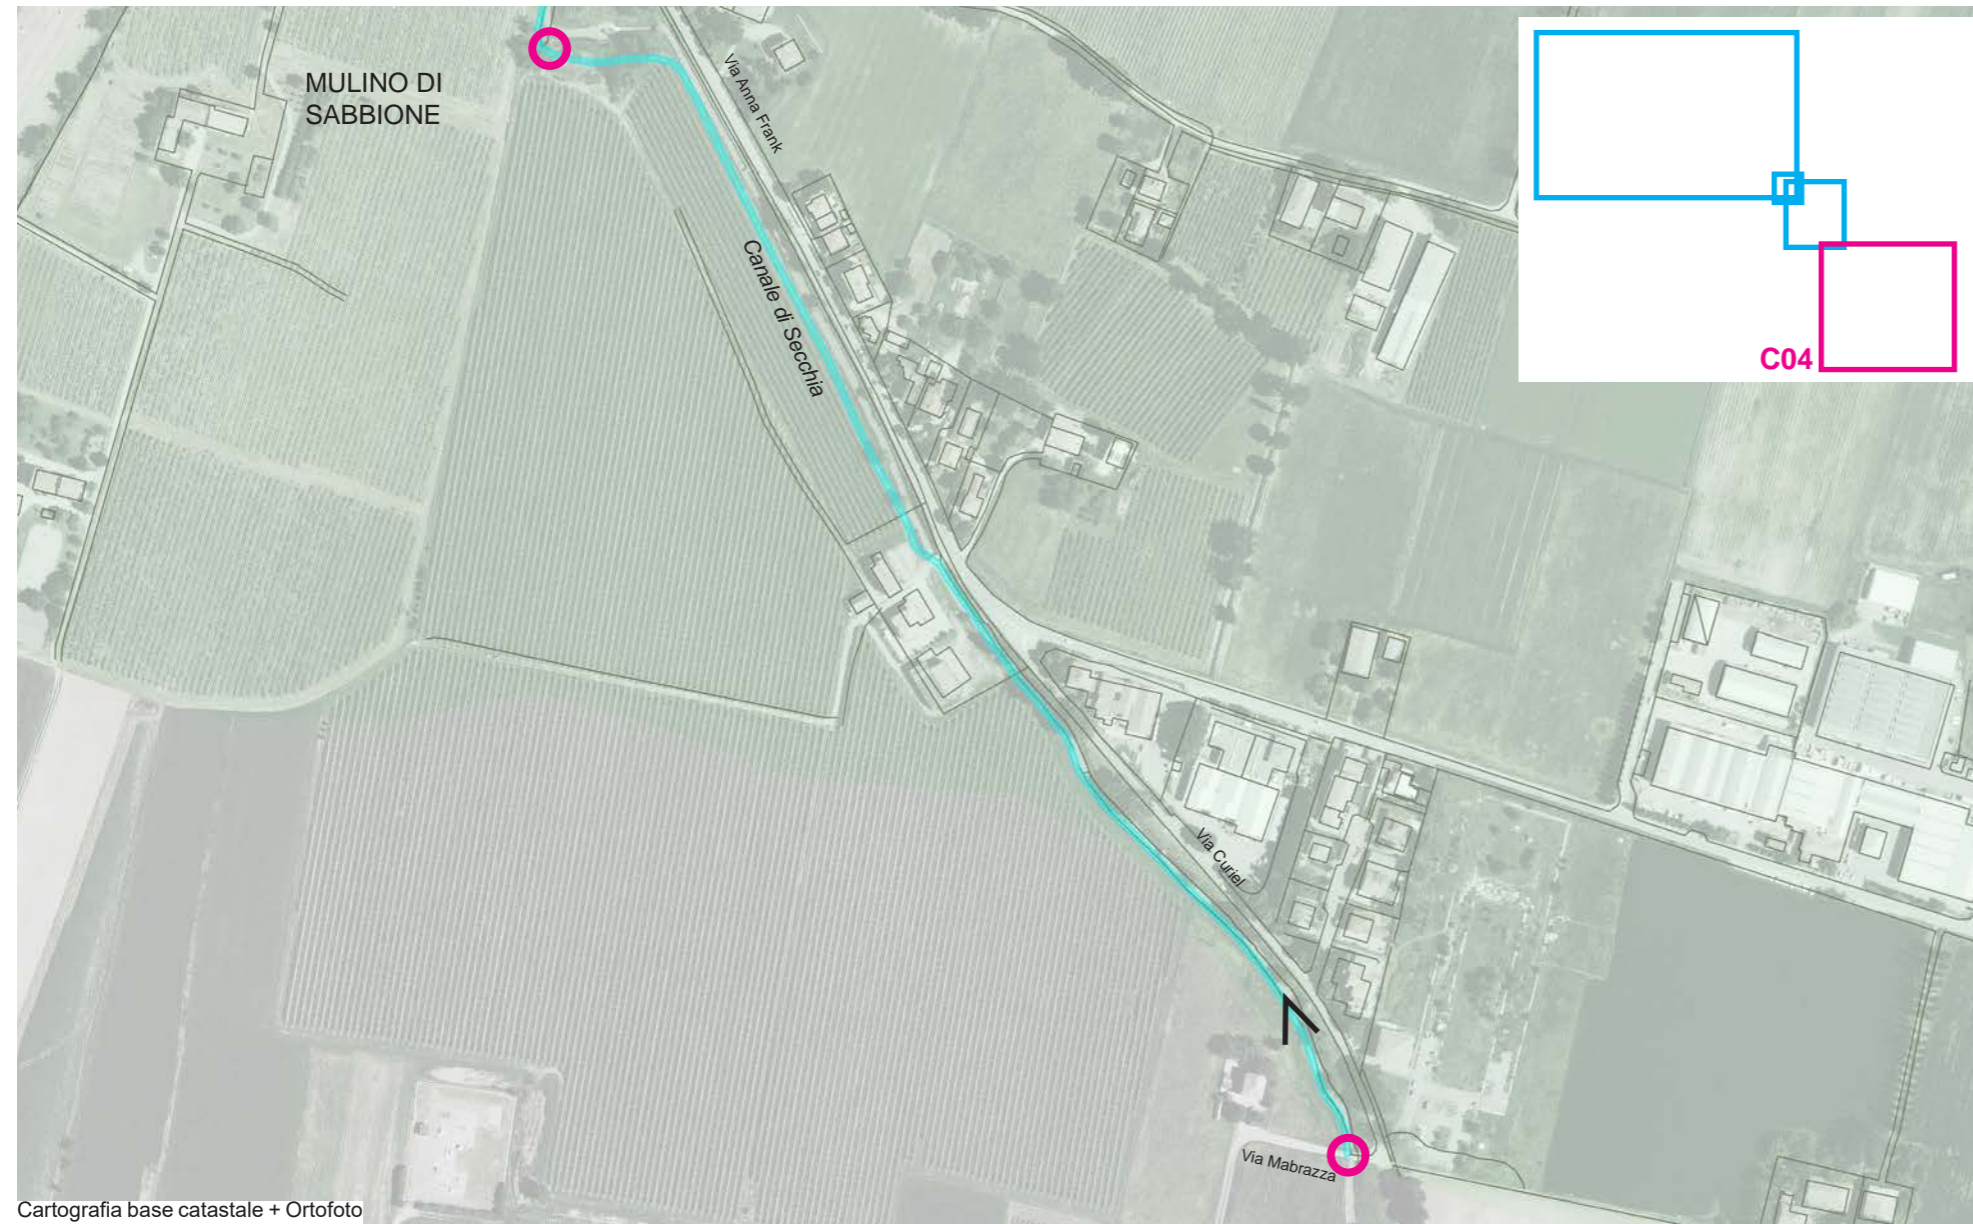 MULINO DI
SABBIONE
Via Anna Frank
Canale di Secchia
C04
Via Curiel
Via Mabrazza
Cartografia base catastale + Ortofoto